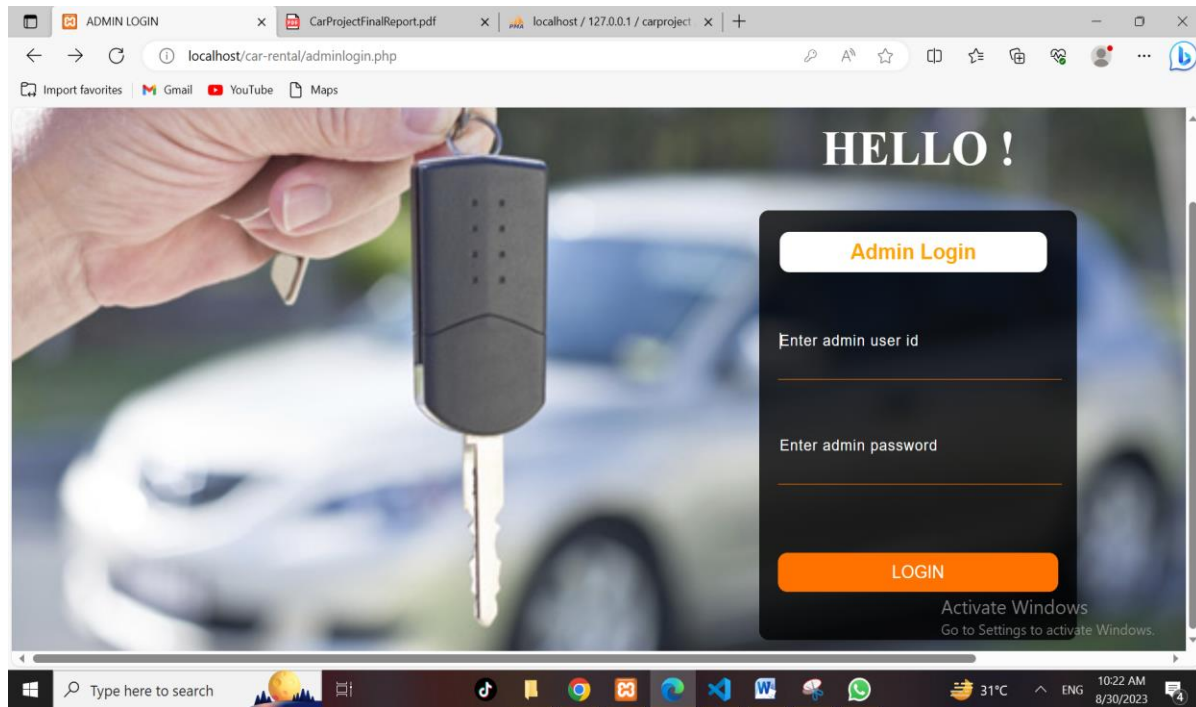 ADMIN LOGIN
CarProjectFinalReport.pdf
localhost / 127.0.0.1 / carproject
localhost/car-rental/adminlogin.php
Import favorites
Gmail
YouTube
Maps
HELLO !
Admin Login
Enter admin user id
Enter admin password
LOGIN
Activate Windows
Go to Settings to activate Windows.
Type here to search
31°C
ENG
10:22 AM
8/30/2023
4